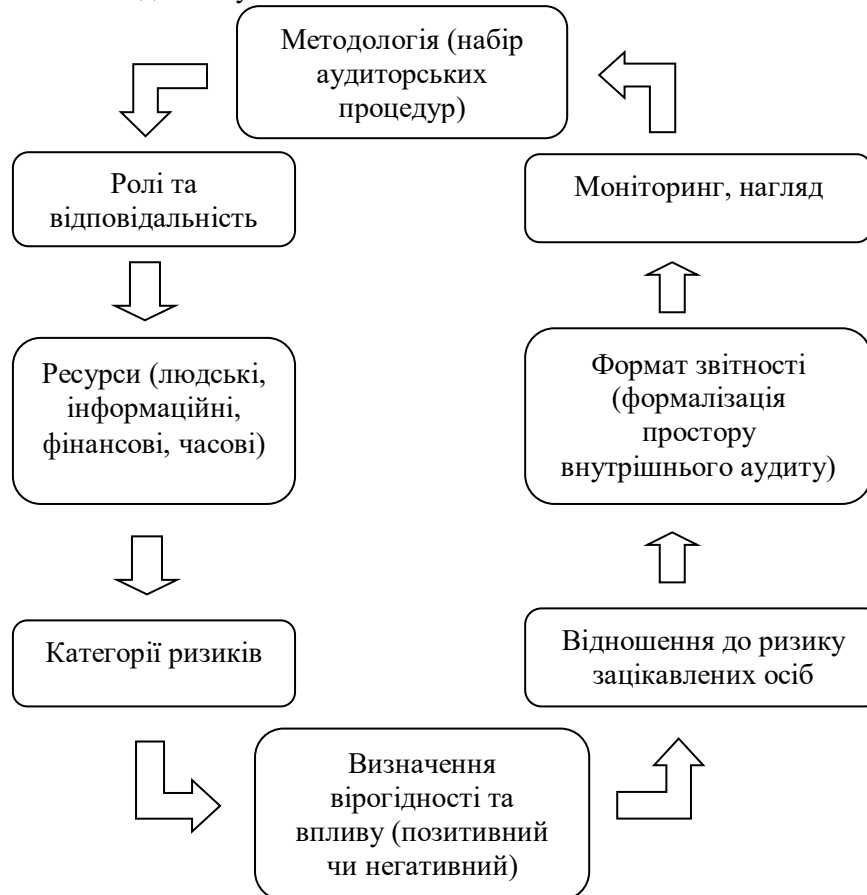 Методологія (набір
аудиторських
процедур)
Ролі та
відповідальність
Ресурси (людські,
інформаційні,
фінансові, часові)
Категорії ризиків
Визначення
вірогідності та
впливу (позитивний
чи негативний)
Відношення до ризику
зацікавлених осіб
Формат звітності
(формалізація
простору
внутрішнього аудиту)
Моніторинг, нагляд